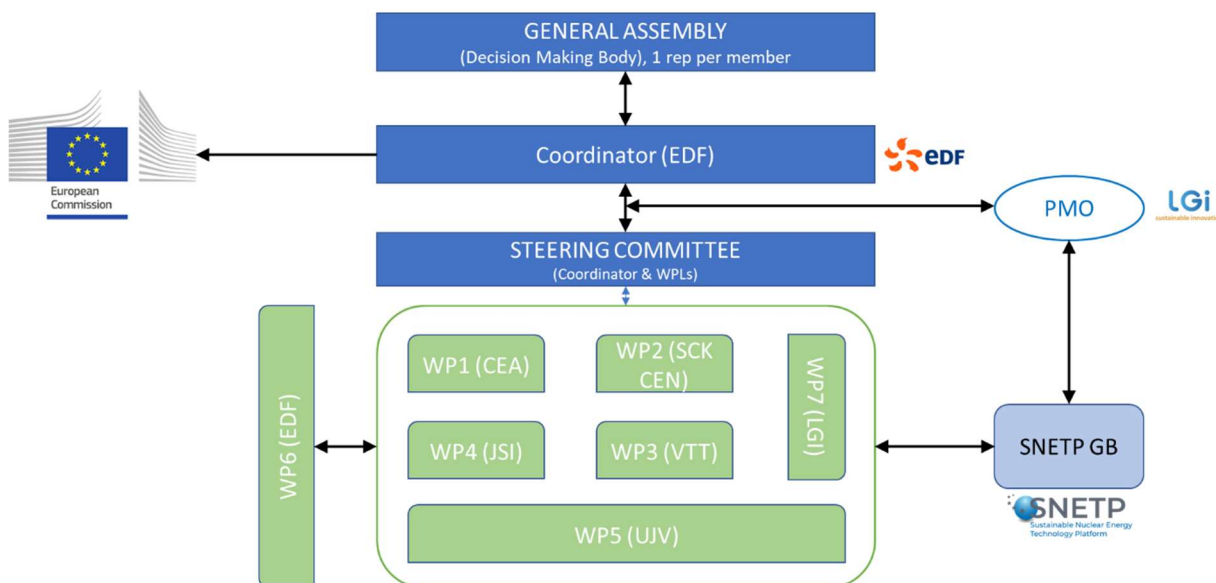 GENERAL ASSEMBLY
(Decision Making Body), 1 rep per member
European
Commission
Coordinator (EDF)
eDF
PMO
LGi
sustainable innovati
STEERING COMMITTEE
(Coordinator & WPLs)
WP6 (EDF)
WP1 (CEA)
WP2 (SCK
CEN)
WP7 (LGI)
WP4 (JSI)
WP3 (VTT)
WP5 (UJV)
SNETP GB
SNETP
Sustainable Nuclear Energy
Technology Platform